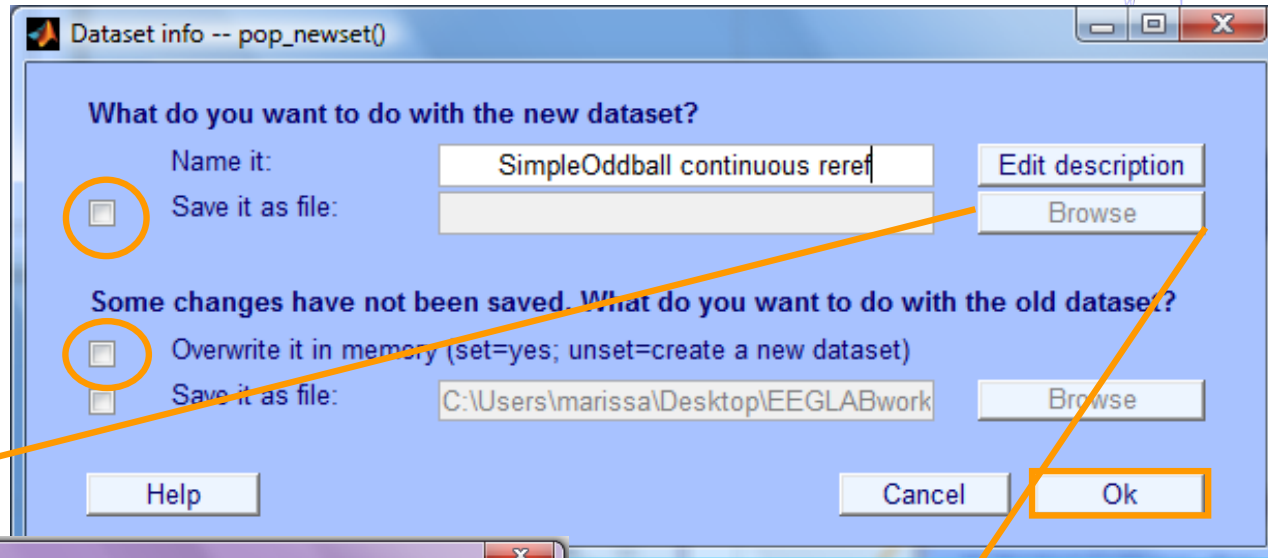 Dataset info -- pop_newset()
What do you want to do with the new dataset?
Name it: SimpleOddball continuous reref Edit description
Save it as file: Browse
Some changes have not been saved. What do you want to do with the old dataset?
Overwrite it in memory (set=yes; unset=create a new dataset)
Save it as file: C:\Users\marissa\Desktop\EEGLABwork Browse
Help Cancel Ok